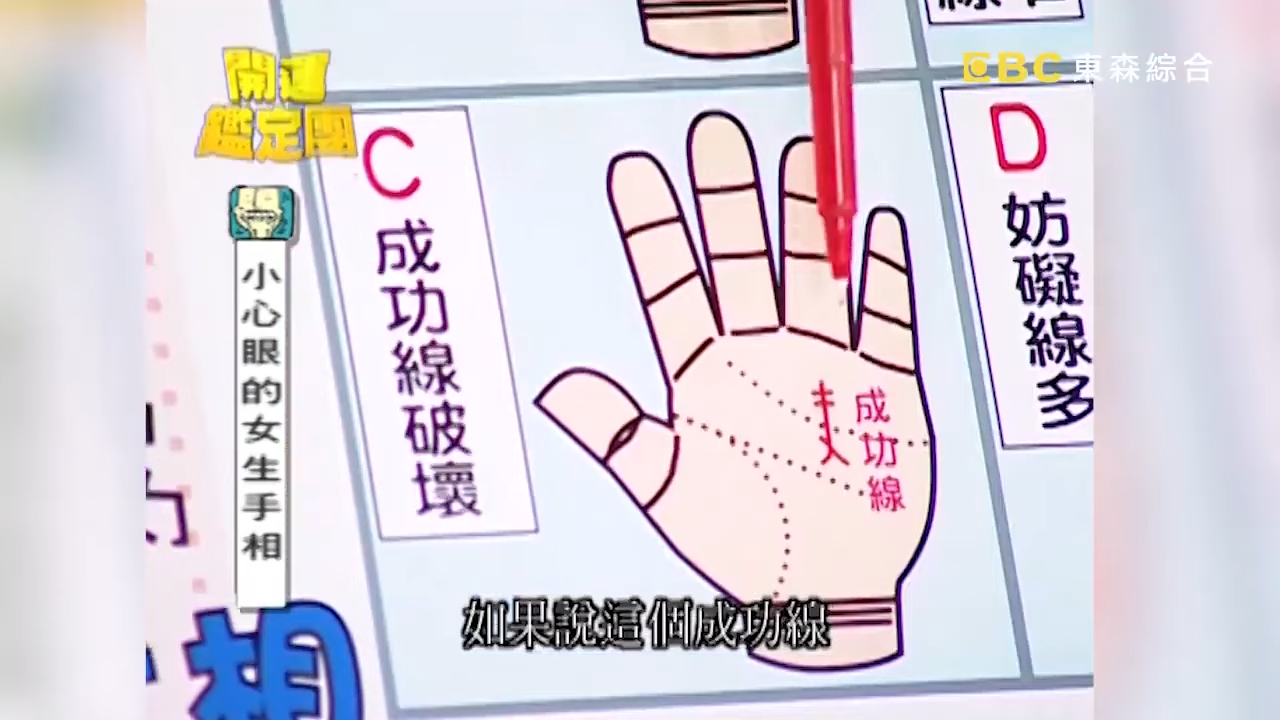 EBC 東森綜合
開運
鑑定團
小心眼的女生手相
C
成功線破壞
D
妨礙線多
成功線
相
如果說這個成功線